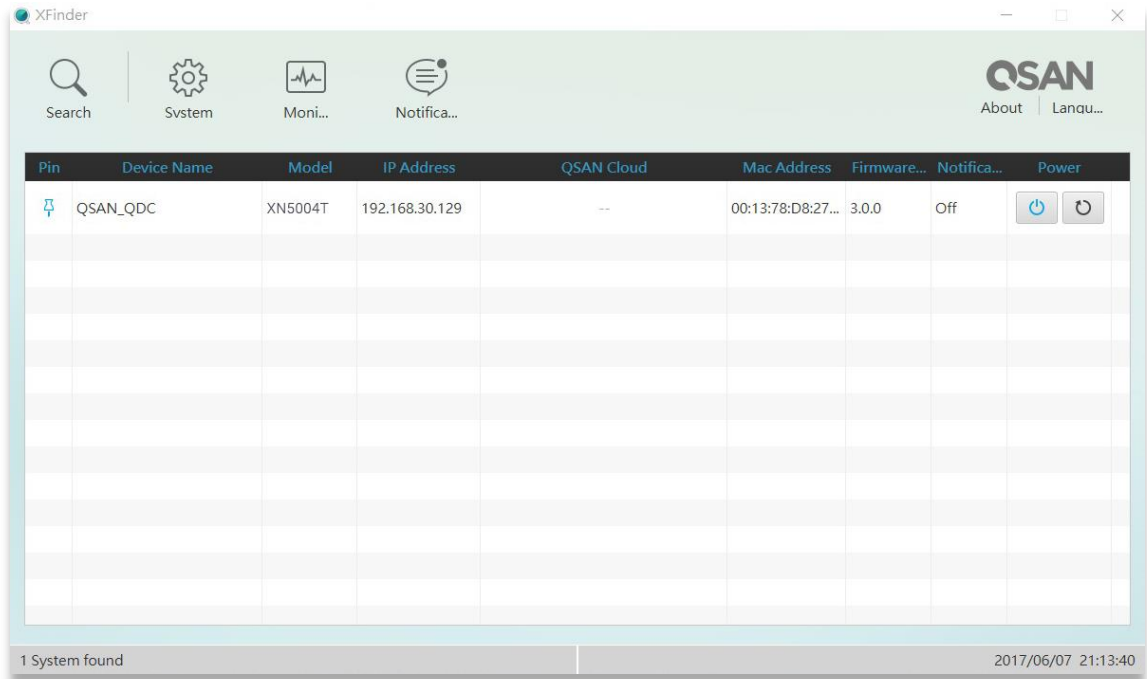 XFinder
Search System Moni... Notifica...
QSAN
About Langu...
Pin Device Name Model IP Address QSAN Cloud Mac Address Firmware... Notifica... Power
QSAN_QDC XN5004T 192.168.30.129 -- 00:13:78:D8:27... 3.0.0 Off
1 System found 2017/06/07 21:13:40